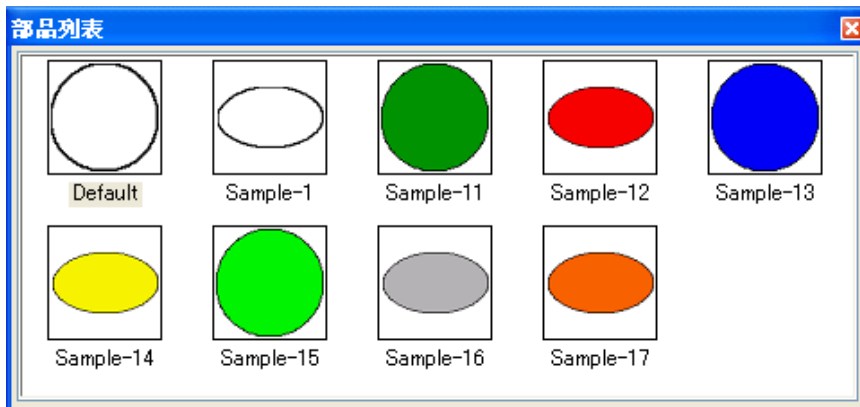 部品列表
Default Sample-1 Sample-11 Sample-12 Sample-13
Sample-14 Sample-15 Sample-16 Sample-17